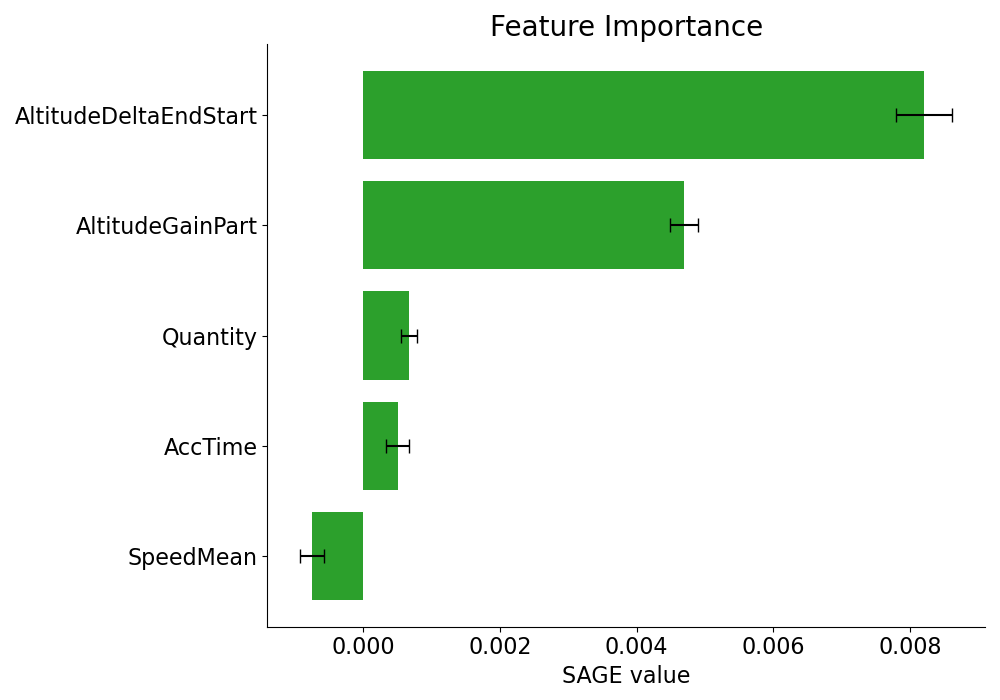 Feature Importance
AltitudeDeltaEndStart
AltitudeGainPart
Quantity
AccTime
SpeedMean
0.000 0.002 0.004 0.006 0.008
SAGE value